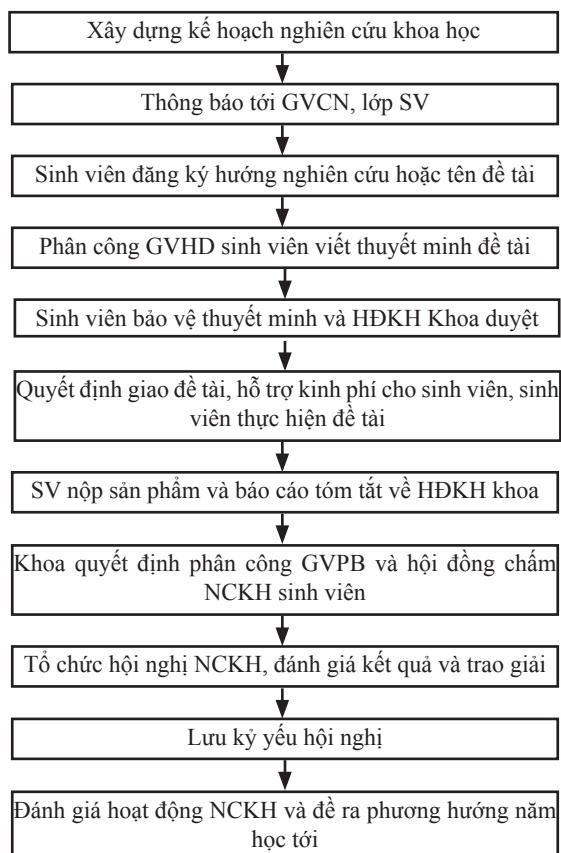 Xây dựng kế hoạch nghiên cứu khoa học
Thông báo tới GVCN, lớp SV
Sinh viên đăng ký hướng nghiên cứu hoặc tên đề tài
Phân công GVHD sinh viên viết thuyết minh đề tài
Sinh viên bảo vệ thuyết minh và HĐKH Khoa duyệt
Quyết định giao đề tài, hỗ trợ kinh phí cho sinh viên, sinh
viên thực hiện đề tài
SV nộp sản phẩm và báo cáo tóm tắt về HĐKH khoa
Khoa quyết định phân công GVPB và hội đồng chấm
NCKH sinh viên
Tổ chức hội nghị NCKH, đánh giá kết quả và trao giải
Lưu kỷ yếu hội nghị
Đánh giá hoạt động NCKH và đề ra phương hướng năm
học tới